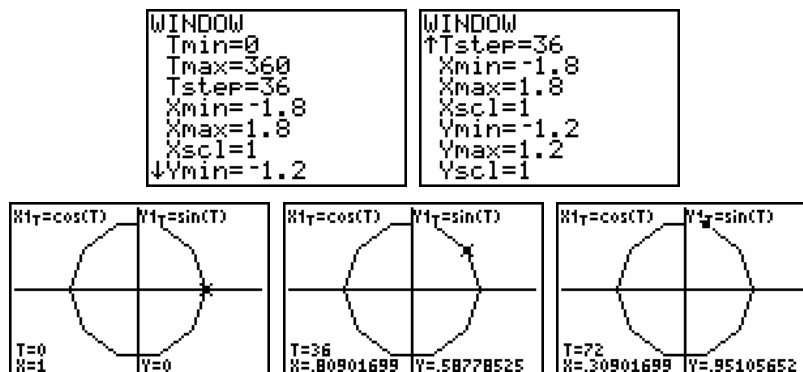 WINDOW
Tmin=0
Tmax=360
Tstep=36
Xmin=-1.8
Xmax=1.8
Xscl=1
↓Ymin=-1.2
WINDOW
↑Tstep=36
Xmin=-1.8
Xmax=1.8
Xscl=1
Ymin=-1.2
Ymax=1.2
Yscl=1
X1T=cos(T) Y1T=sin(T)
T=0
X=1 Y=0
X1T=cos(T) Y1T=sin(T)
T=36
X=.80901699 Y=.58778525
X1T=cos(T) Y1T=sin(T)
T=72
X=.30901699 Y=.95105652